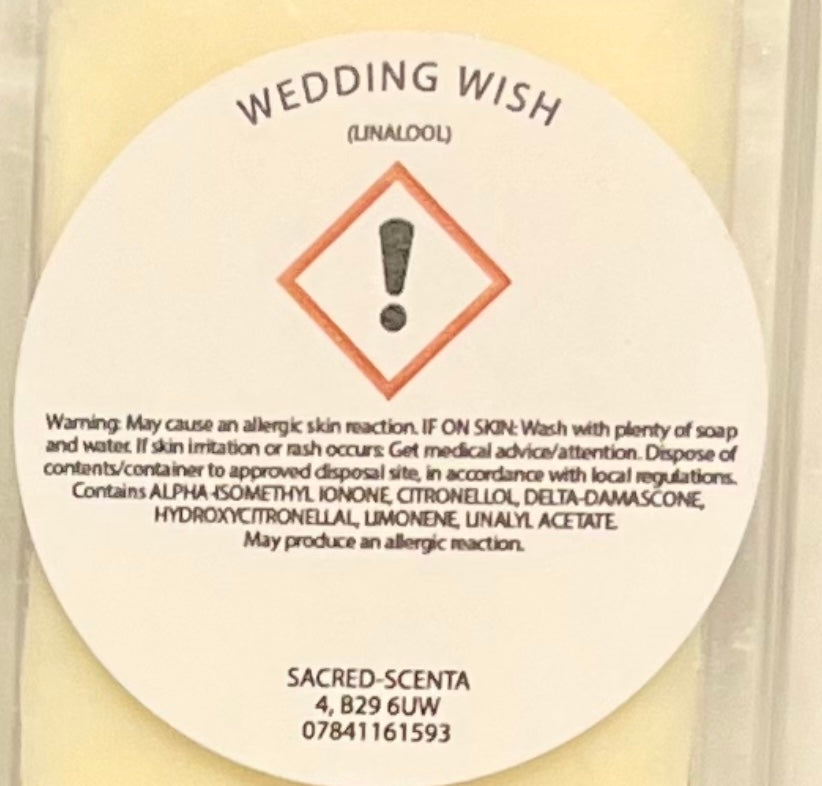 WEDDING WISH
(LINALOOL)
Warning: May cause an allergic skin reaction. IF ON SKIN: Wash with plenty of soap
and water. If skin irritation or rash occurs: Get medical advice/attention. Dispose of
contents/container to approved disposal site, in accordance with local regulations.
Contains ALPHA-ISOMETHYL IONONE, CITRONELLOL, DELTA-DAMASCONE,
HYDROXYCITRONELLAL, LIMONENE, LINALYL ACETATE.
May produce an allergic reaction.
SACRED-SCENTA
4, B29 6UW
07841161593